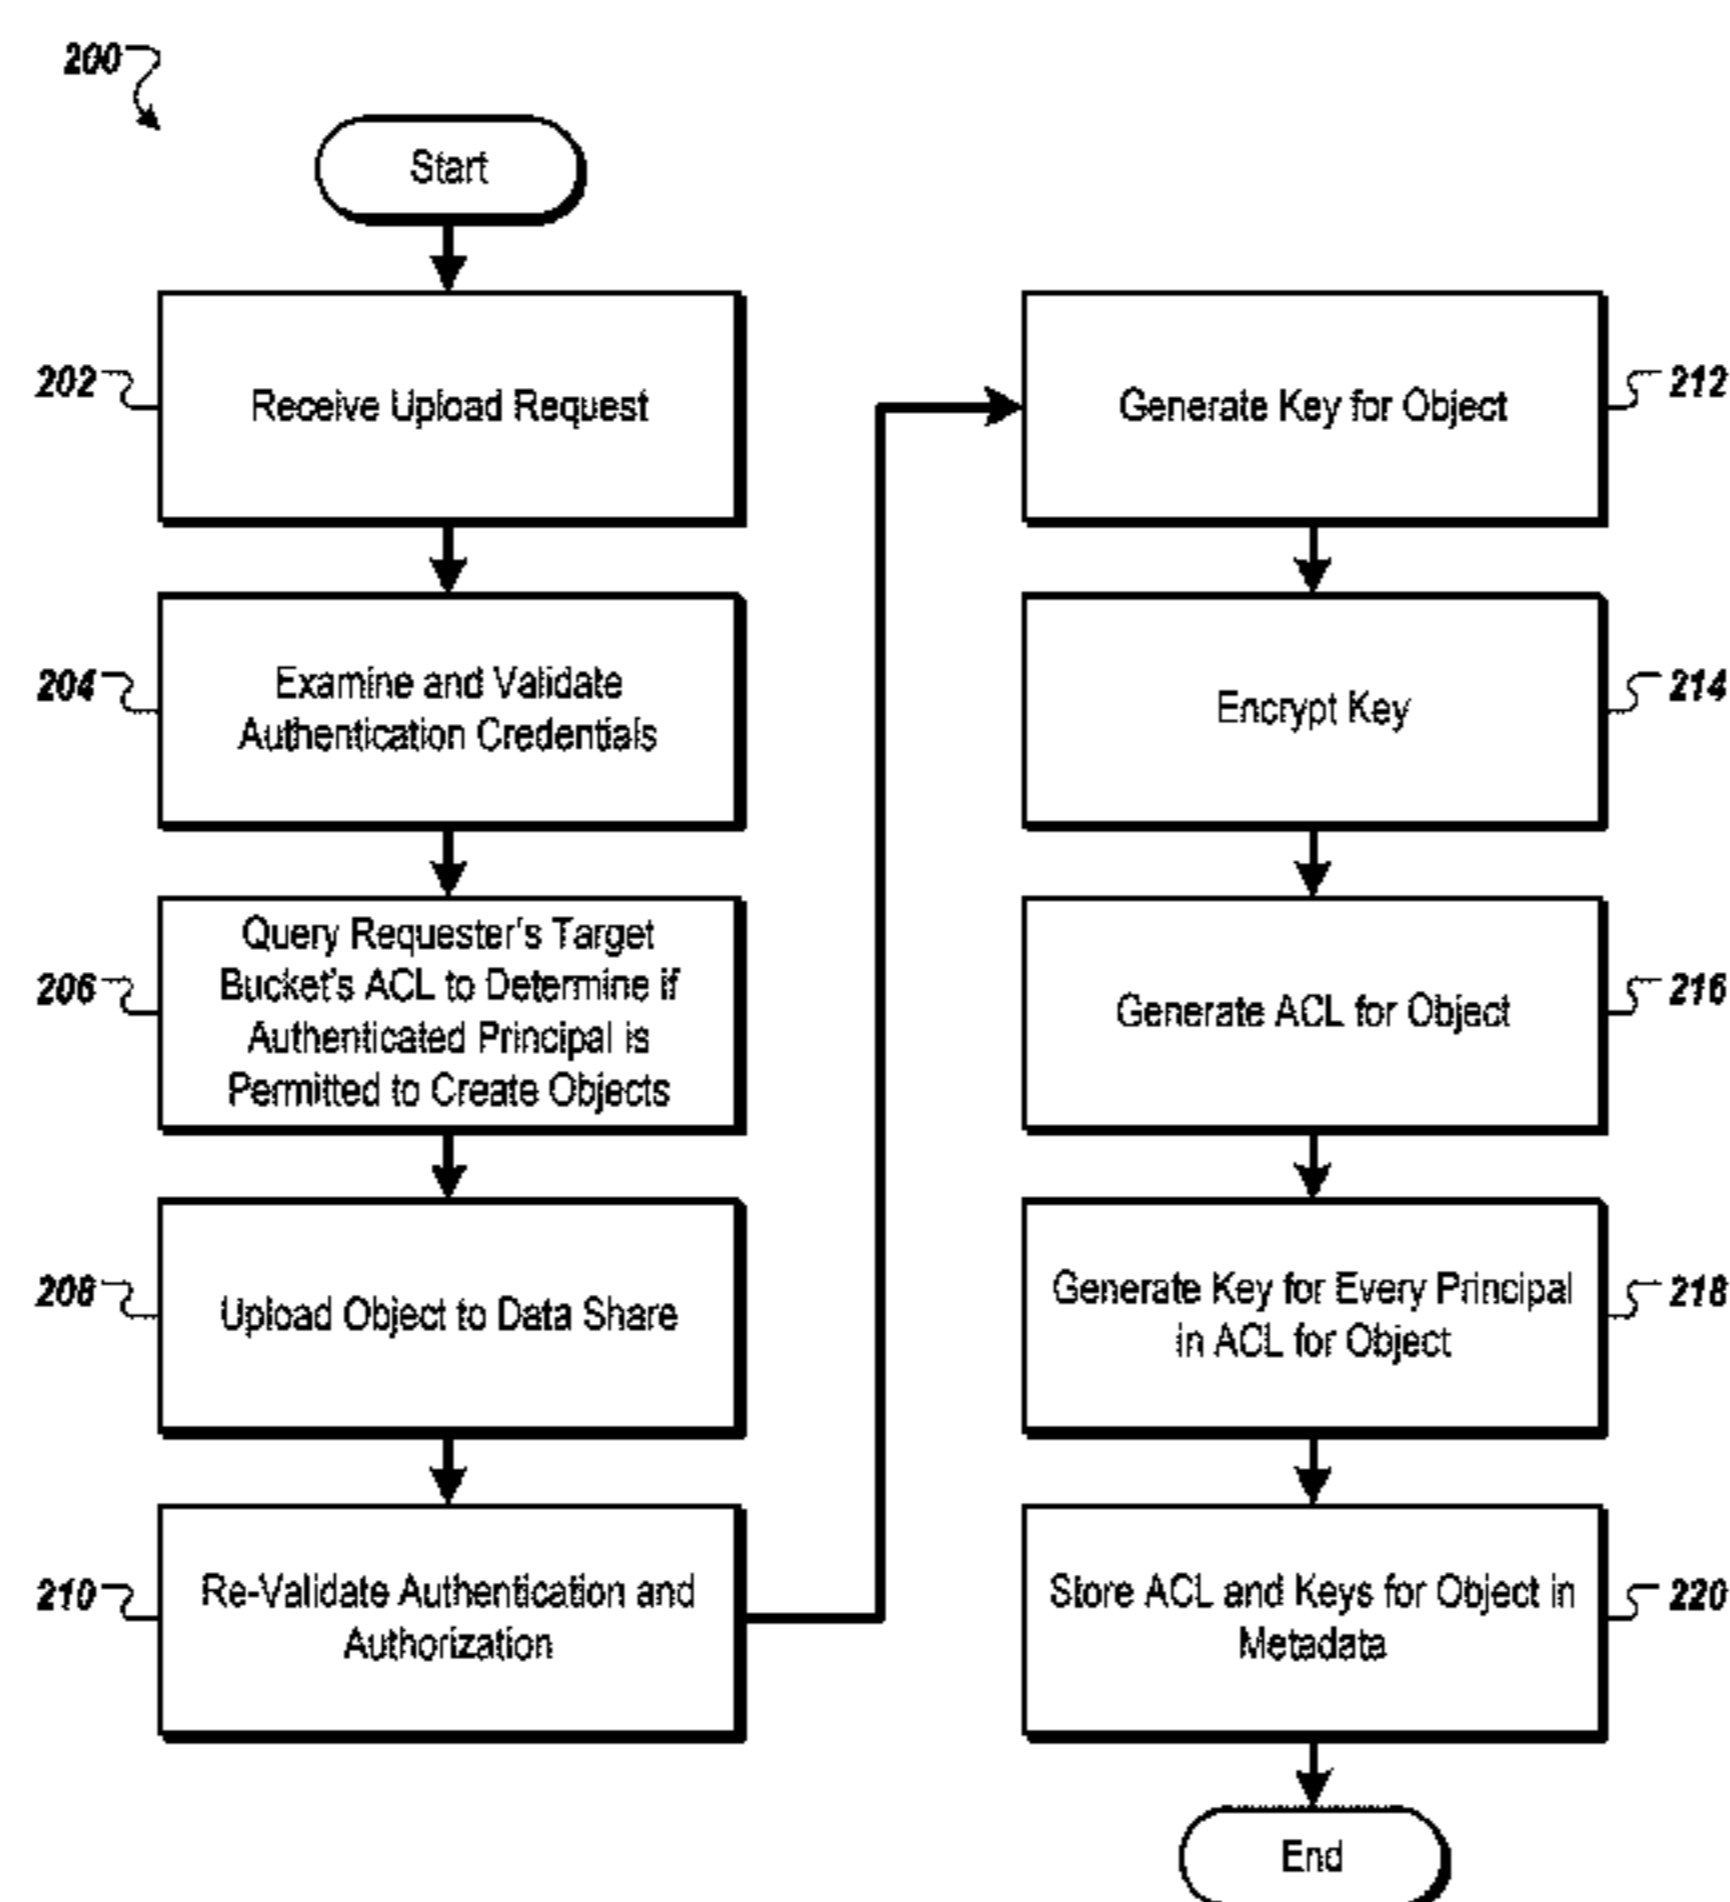 200
Start
202
Receive Upload Request
204
Examine and Validate
Authentication Credentials
206
Query Requester's Target
Bucket's ACL to Determine if
Authenticated Principal is
Permitted to Create Objects
208
Upload Object to Data Share
210
Re-Validate Authentication and
Authorization
212
Generate Key for Object
214
Encrypt Key
216
Generate ACL for Object
218
Generate Key for Every Principal
in ACL for Object
220
Store ACL and Keys for Object in
Metadata
End